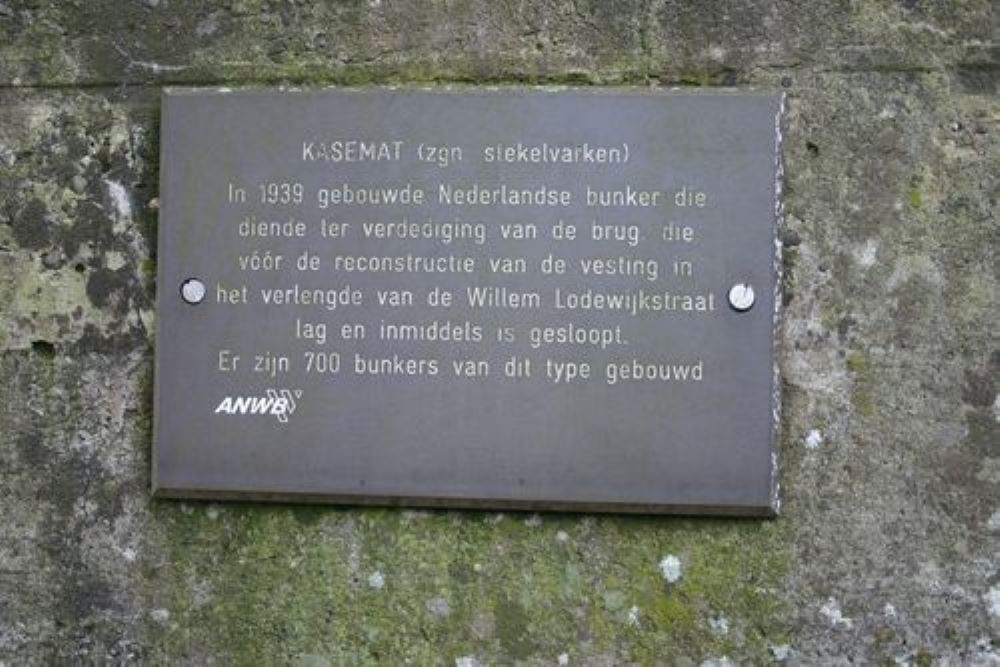 KASEMAT (zgn. stekelvarken)
In 1939 gebouwde Nederlandse bunker die
diende ter verdediging van de brug, die
vóór de reconstructie van de vesting in
het verlengde van de Willem Lodewijkstraat
lag en inmiddels is gesloopt.
Er zijn 700 bunkers van dit type gebouwd
ANWB